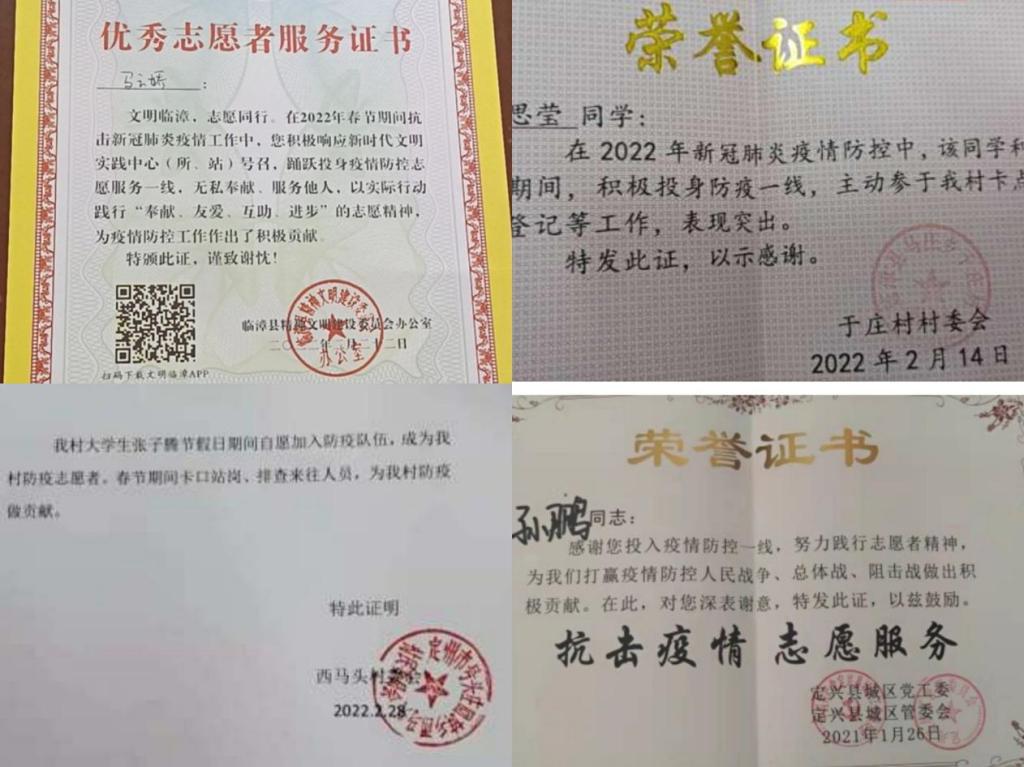 优秀志愿者服务证书
：
文明临漳，志愿同行。在2022年春节期间抗
击新冠肺炎疫情工作中，您积极响应新时代文明
实践中心（所、站）号召，踊跃投身疫情防控志
愿服务一线，无私奉献、服务他人，以实际行动
践行“奉献、友爱、互助、进步”的志愿精神，
为疫情防控工作作出了积极贡献。
特颁此证，谨致谢忱！
临漳县精神文明建设委员会办公室
二〇二二年二月二十二日
办公室
扫码下载文明临漳APP
荣誉证书
思莹 同学：
在 2022 年新冠肺炎疫情防控中，该同学利
期间，积极投身防疫一线，主动参于我村卡点
登记等工作，表现突出。
特发此证，以示感谢。
于庄村村委会
2022 年 2 月 14 日
我村大学生张子腾节假日期间自愿加入防疫队伍，成为我
村防疫志愿者。春节期间卡口站岗、排查来往人员，为我村防疫
做贡献。
特此证明
西马头村委会
2022.2.28
荣誉证书
孙鹏同志：
感谢您投入疫情防控一线，努力践行志愿者精神，
为我们打赢疫情防控人民战争、总体战、阻击战做出积
极贡献。在此，对您深表谢意，特发此证，以兹鼓励。
抗击疫情 志愿服务
定兴县城区党工委
定兴县城区管委会
2021年1月26日